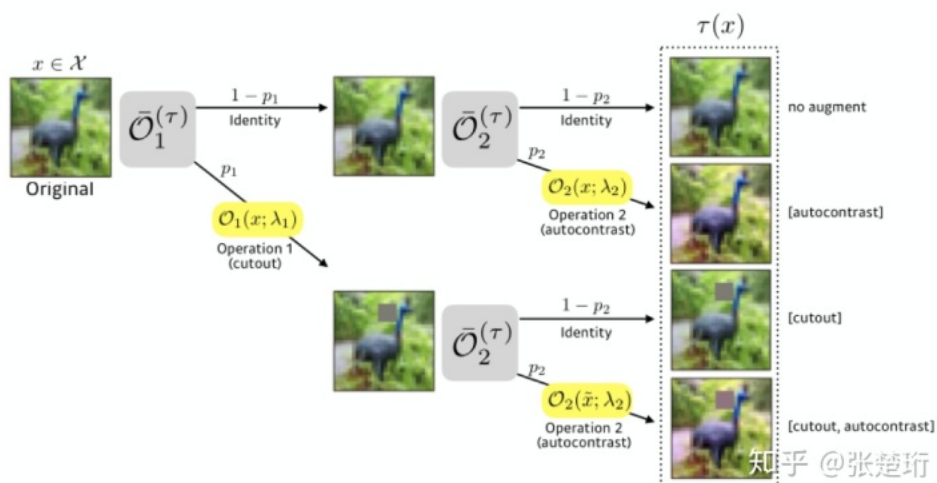 τ(x)
x ∈ 𝒳
Original
Ō₁^(τ)
1 − p₁
Identity
p₁
O₁(x; λ₁)
Operation 1
(cutout)
Ō₂^(τ)
1 − p₂
Identity
p₂
O₂(x; λ₂)
Operation 2
(autocontrast)
no augment
[autocontrast]
Ō₂^(τ)
1 − p₂
Identity
p₂
O₂(x̃; λ₂)
Operation 2
(autocontrast)
[cutout]
[cutout, autocontrast]
知乎 @张楚珩